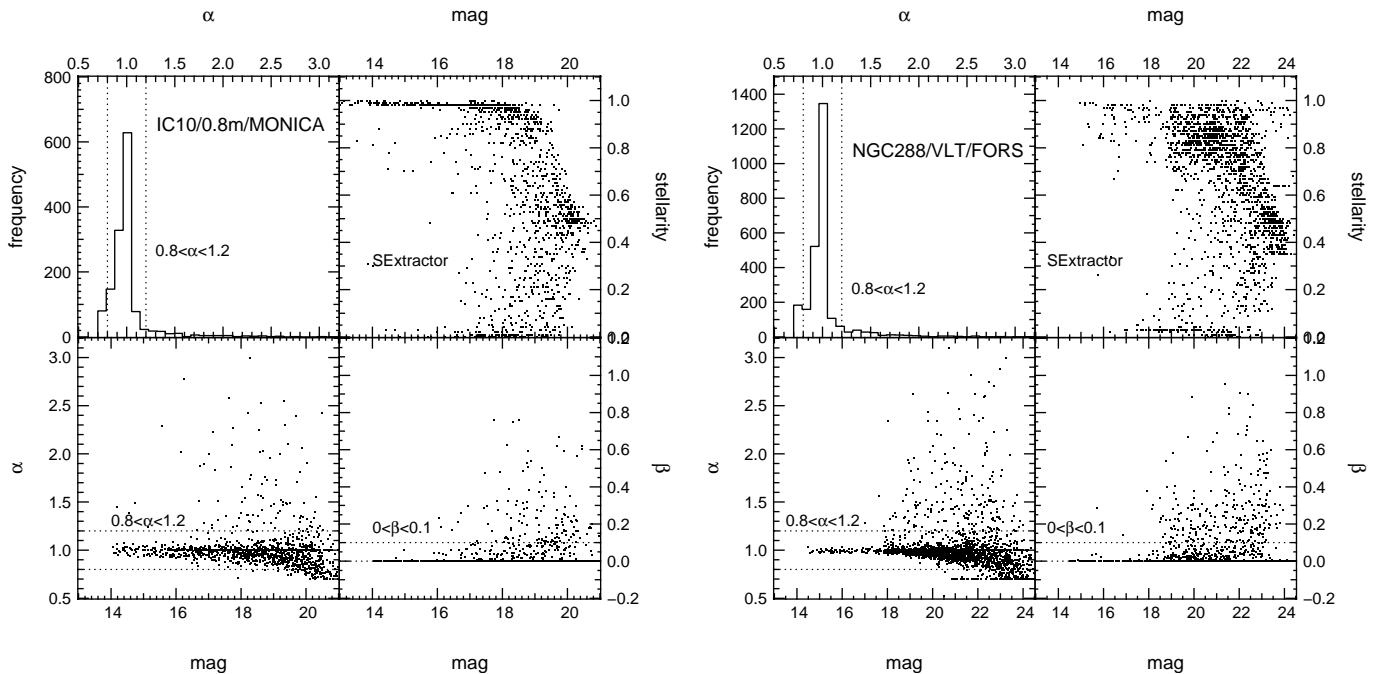 α mag α mag
0.5 1.0 1.5 2.0 2.5 3.0 14 16 18 20 0.5 1.0 1.5 2.0 2.5 3.0 14 16 18 20 22 24
800 1.0 1400 1.0
IC10/0.8m/MONICA
NGC288/VLT/FORS
600 0.8 1200 0.8
1000
frequency stellarity frequency stellarity
400 0.6 800 0.6
0.8<α<1.2 SExtractor 0.4 600 0.8<α<1.2 SExtractor 0.4
200 0.2 400 0.2
200
0 0.0 0 0.0
1.2 1.2
3.0 1.0 3.0 1.0
2.5 0.8 2.5 0.8
2.0 0.6 2.0 0.6
α β α β
0.4 0.4
1.5 1.5
0.8<α<1.2 0<β<0.1 0.2 0.8<α<1.2 0<β<0.1 0.2
1.0 0.0 1.0 0.0
0.5 −0.2 0.5 −0.2
14 16 18 20 14 16 18 20 14 16 18 20 22 24 14 16 18 20 22 24
mag mag mag mag